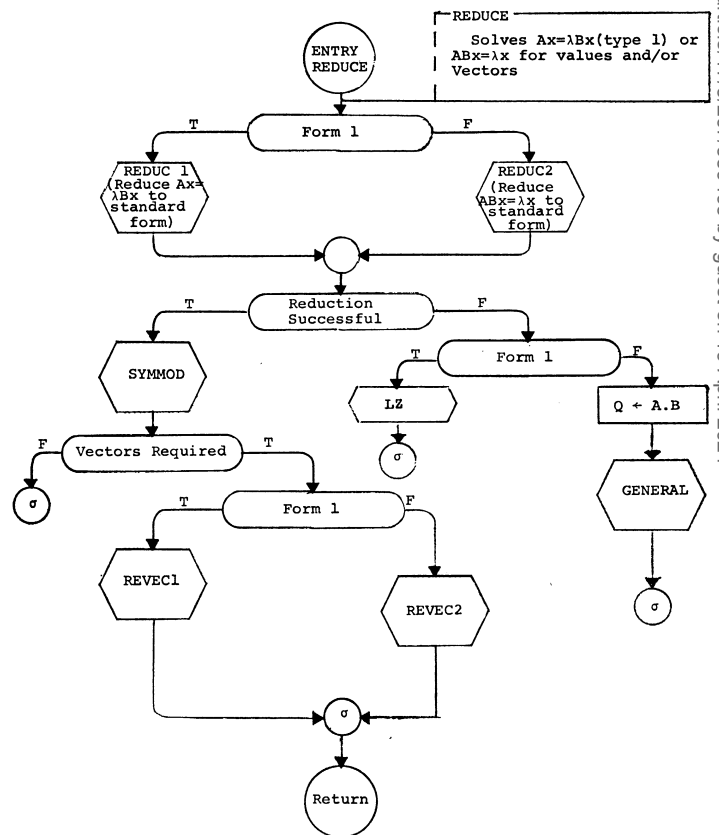 REDUCE
Solves Ax=λBx(type 1) or
ABx=λx for values and/or
Vectors
ENTRY
REDUCE
T
Form 1
F
REDUC 1
(Reduce Ax=
λBx to
standard
form)
REDUC2
(Reduce
ABx=λx to
standard
form)
T
Reduction
Successful
F
SYMMOD
T
Form 1
F
LZ
Q ← A.B
σ
GENERAL
F
Vectors Required
T
σ
T
Form 1
F
REVEC1
REVEC2
σ
σ
Return